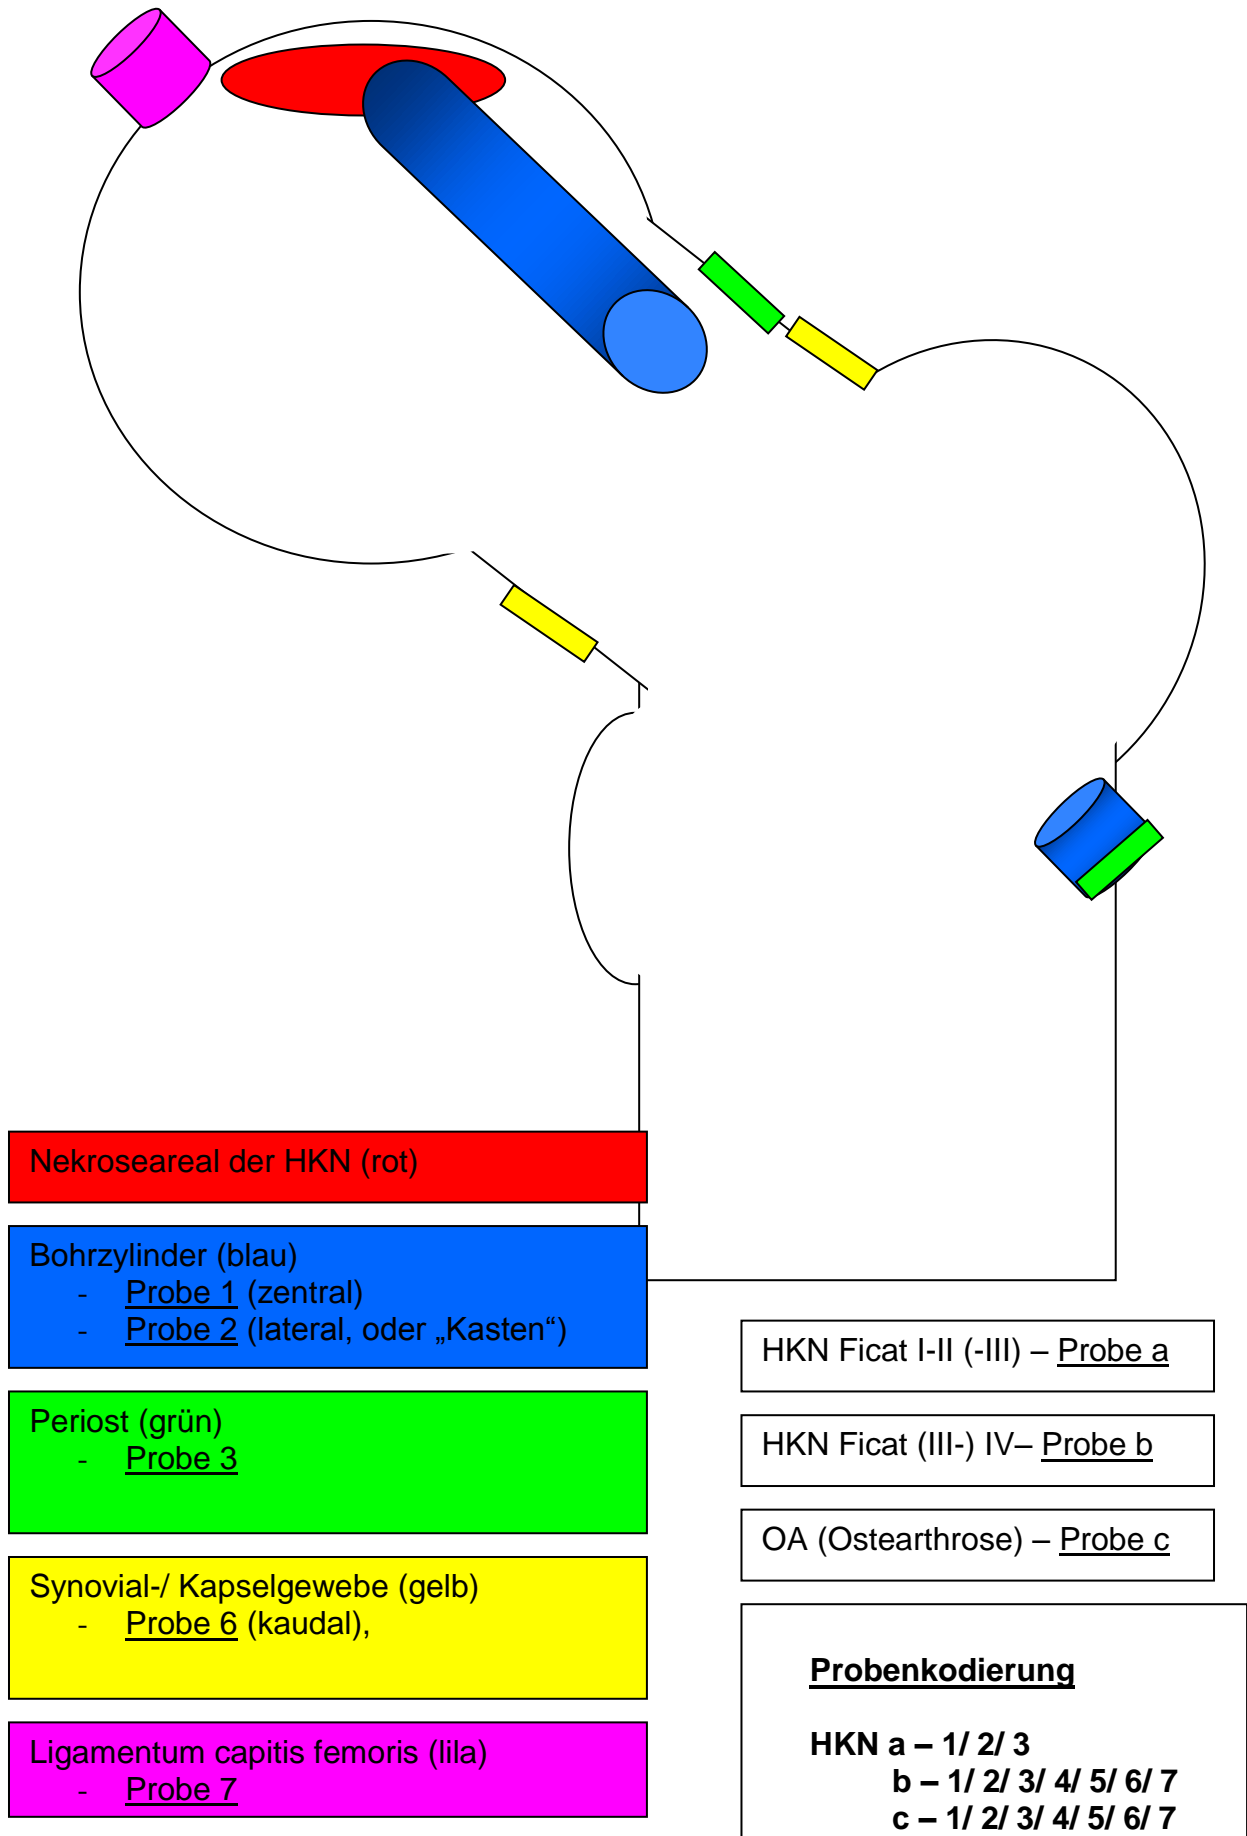 Nekroseareal der HKN (rot)
Bohrzylinder (blau)
- Probe 1 (zentral)
- Probe 2 (lateral, oder „Kasten“)
Periost (grün)
- Probe 3
Synovial-/ Kapselgewebe (gelb)
- Probe 6 (kaudal),
Ligamentum capitis femoris (lila)
- Probe 7
HKN Ficat I-II (-III) – Probe a
HKN Ficat (III-) IV– Probe b
OA (Ostearthrose) – Probe c
Probenkodierung
HKN a – 1/ 2/ 3
b – 1/ 2/ 3/ 4/ 5/ 6/ 7
c – 1/ 2/ 3/ 4/ 5/ 6/ 7